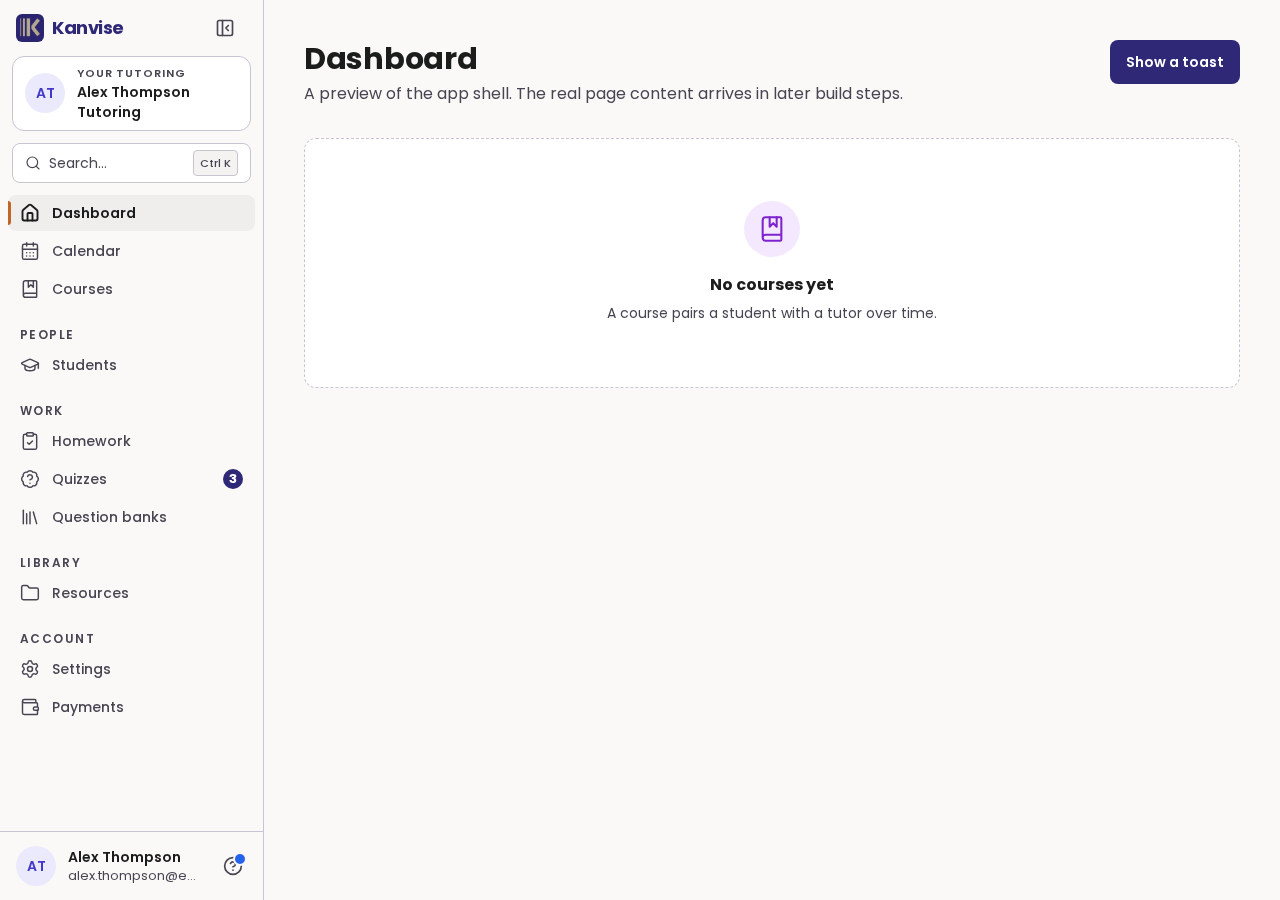 Kanvise
AT
YOUR TUTORING
Alex Thompson
Tutoring
Search...
Ctrl K
Dashboard
Calendar
Courses
PEOPLE
Students
WORK
Homework
Quizzes
3
Question banks
LIBRARY
Resources
ACCOUNT
Settings
Payments
AT
Alex Thompson
alex.thompson@e...
Dashboard
A preview of the app shell. The real page content arrives in later build steps.
Show a toast
No courses yet
A course pairs a student with a tutor over time.